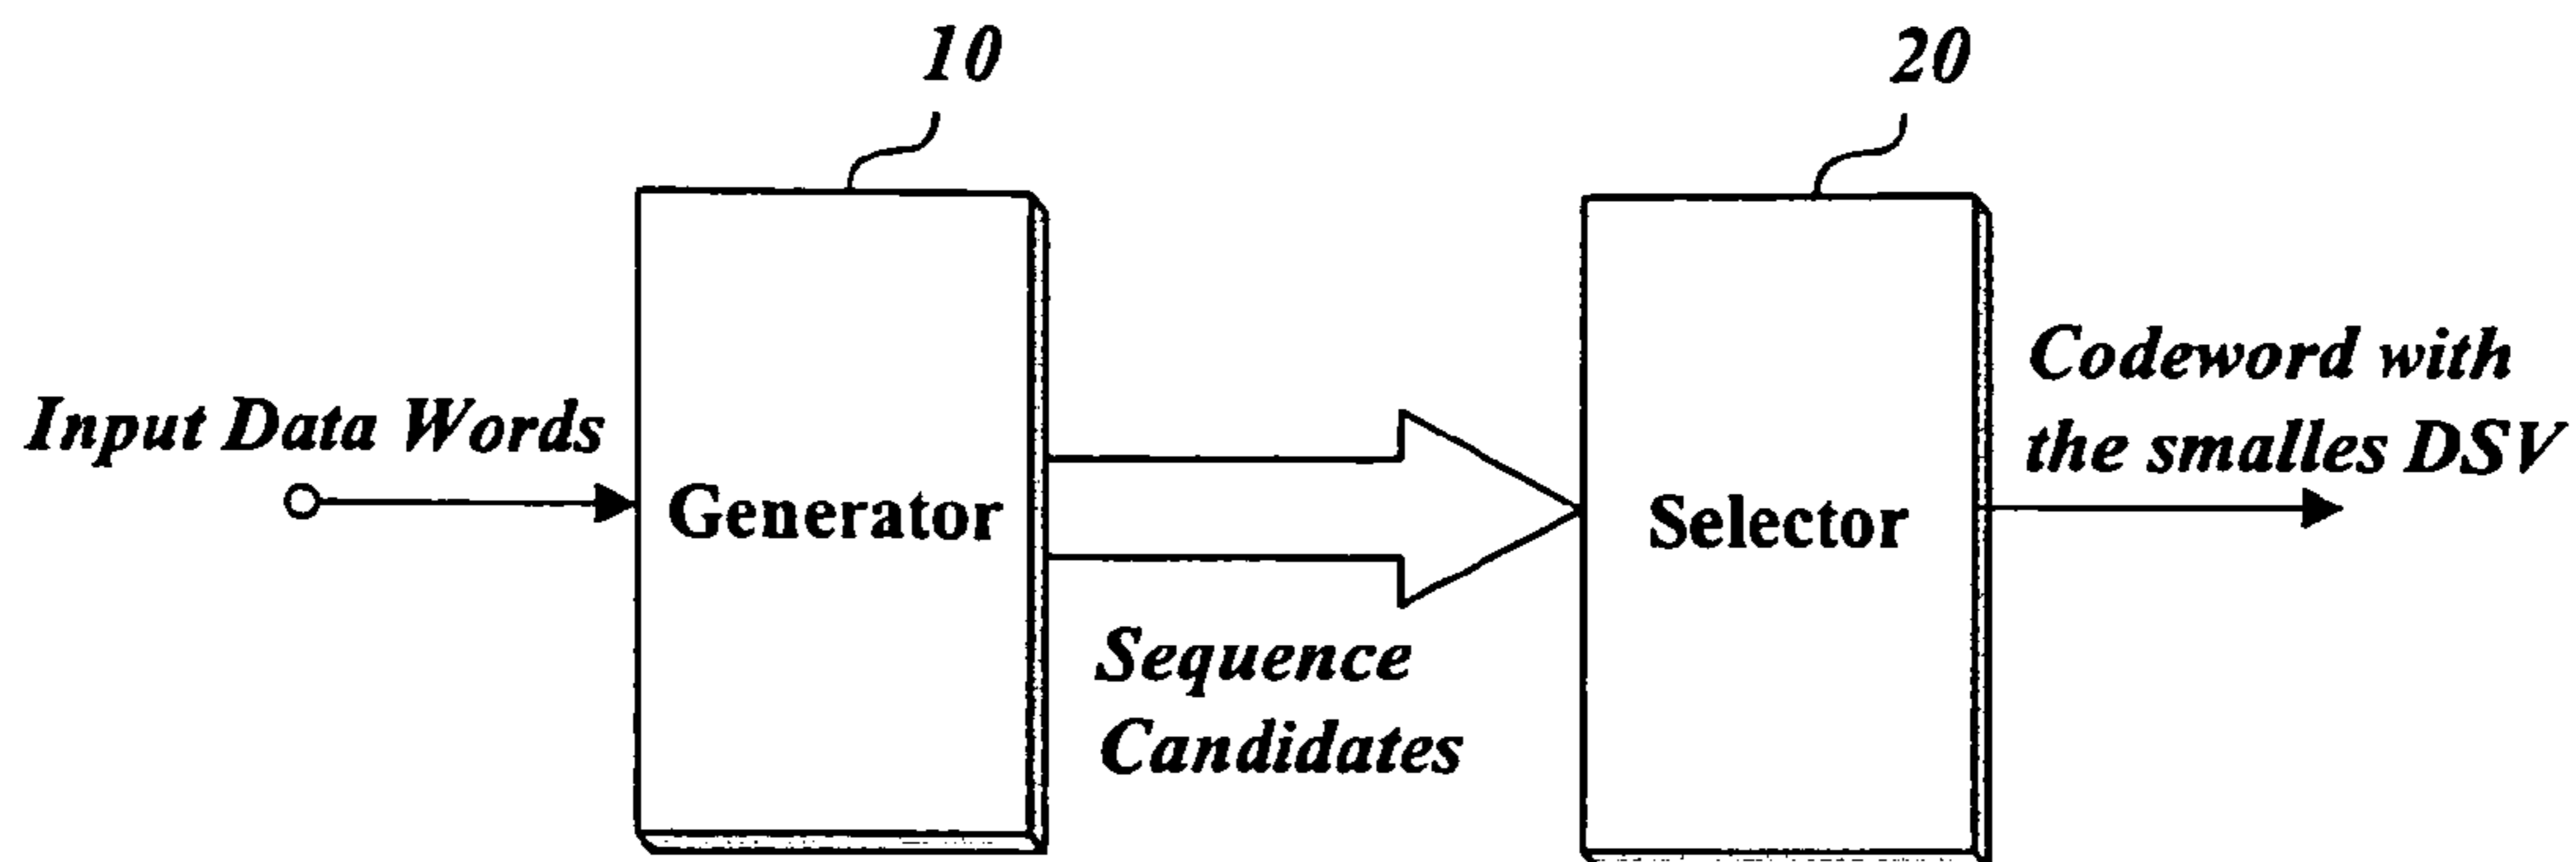 10
20
Input Data Words
Generator
Sequence
Candidates
Selector
Codeword with
the smalles DSV